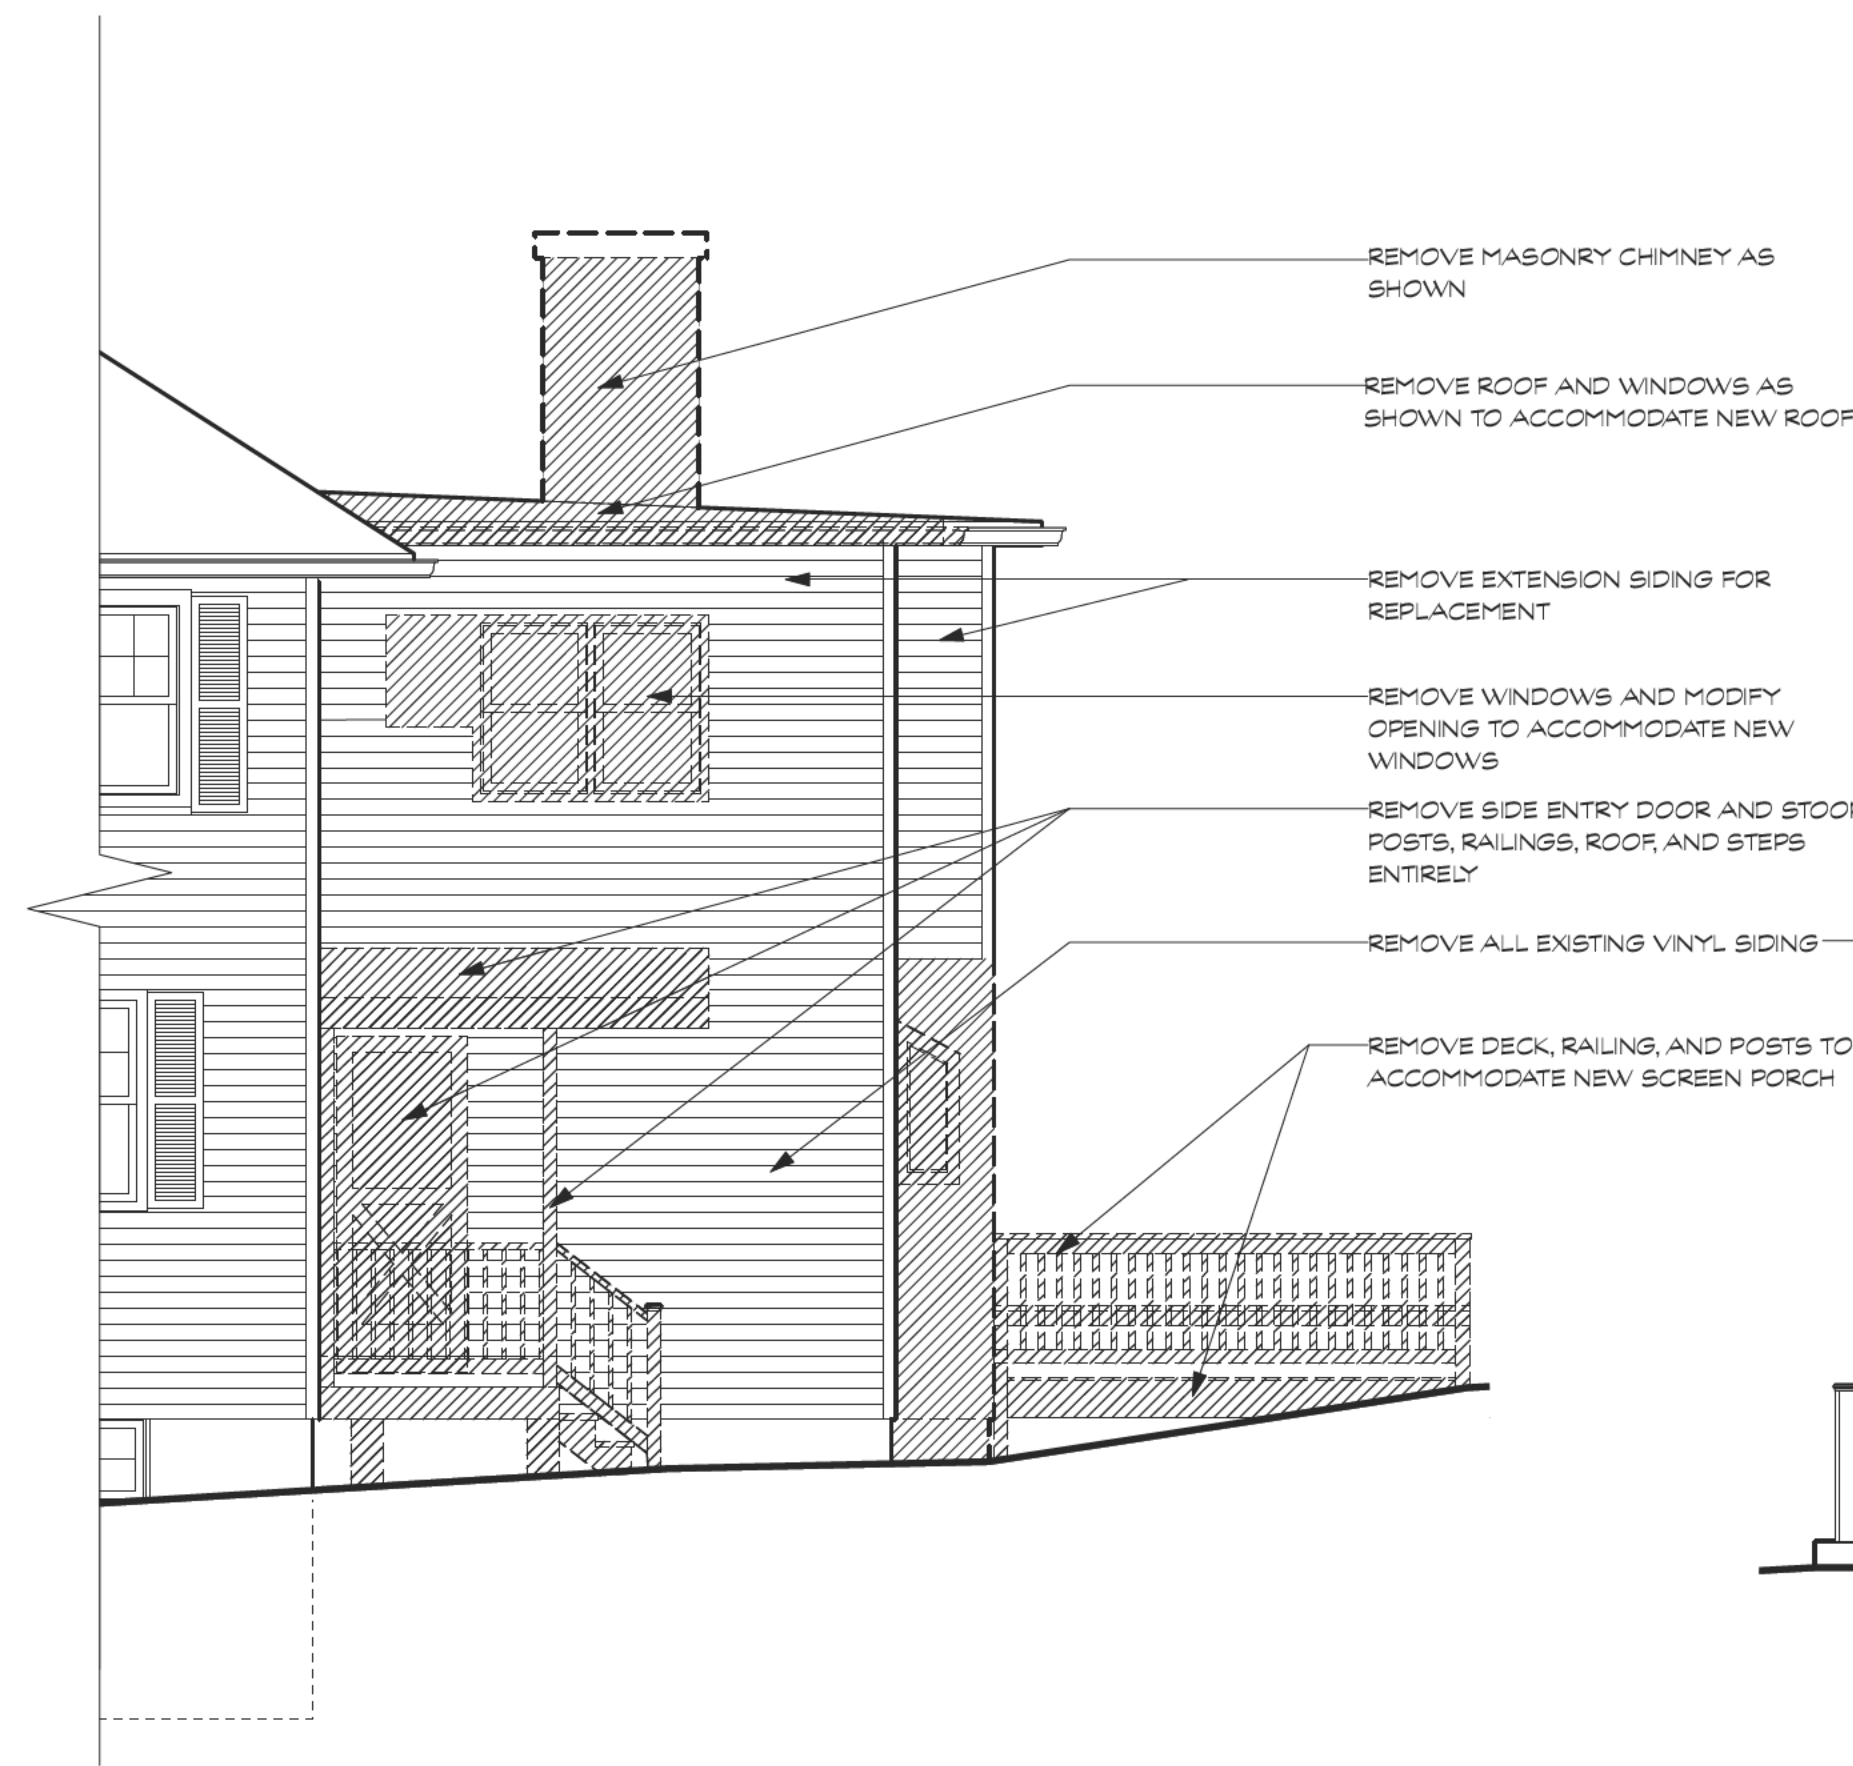 REMOVE MASONRY CHIMNEY AS
SHOWN
REMOVE ROOF AND WINDOWS AS
SHOWN TO ACCOMMODATE NEW ROOF
REMOVE EXTENSION SIDING FOR
REPLACEMENT
REMOVE WINDOWS AND MODIFY
OPENING TO ACCOMMODATE NEW
WINDOWS
REMOVE SIDE ENTRY DOOR AND
POSTS, RAILINGS, ROOF, AND STEPS
ENTIRELY
REMOVE ALL EXISTING VINYL SIDING
REMOVE DECK, RAILING, AND POSTS TO
ACCOMMODATE NEW SCREEN PORCH